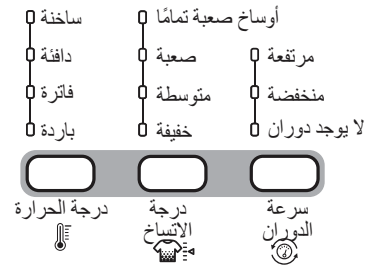 أوساخ صعبة تمامًا
ساخنة
مرتفعة
صعبة
دافئة
منخفضة
متوسطة
فاترة
لا يوجد دوران
خفيفة
باردة
سرعة
الدوران
درجة
الاتساخ
درجة الحرارة